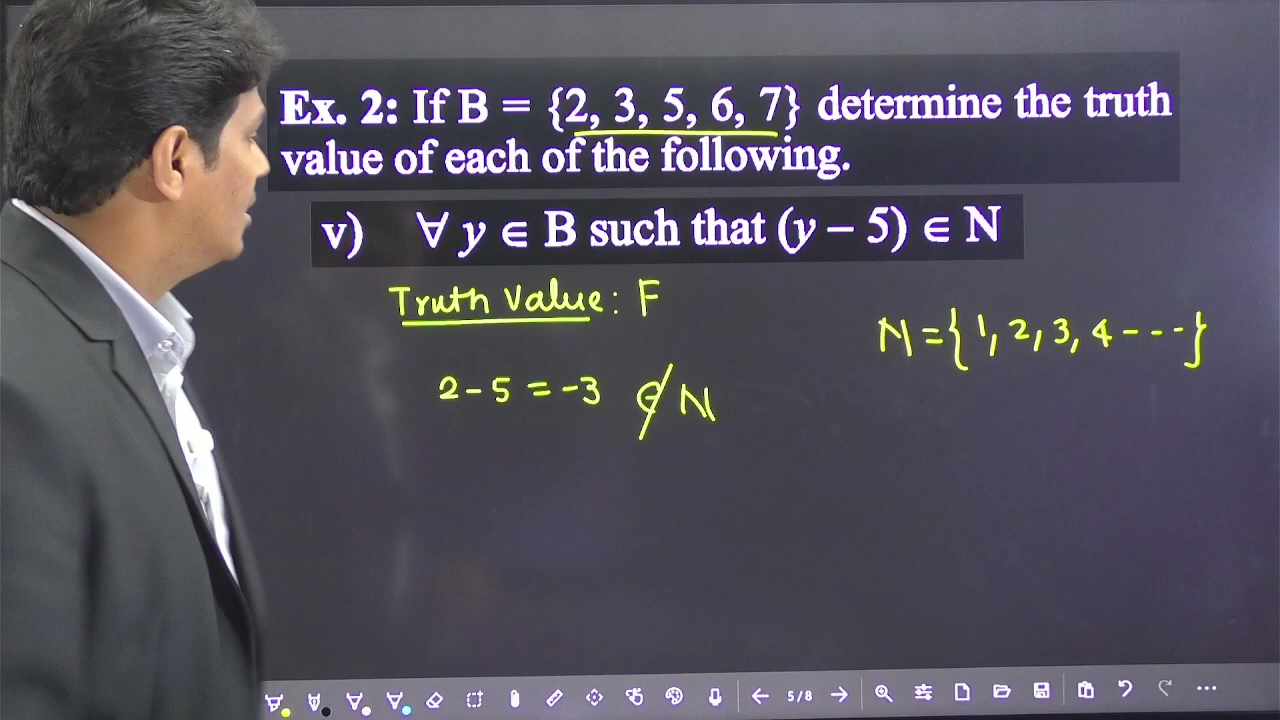 Ex. 2: If B = {2, 3, 5, 6, 7} determine the truth
value of each of the following.
v) ∀ y ∈ B such that (y – 5) ∈ N
Truth Value: F
N = {1, 2, 3, 4 - - - }
2 - 5 = -3 ∉ N
5/8